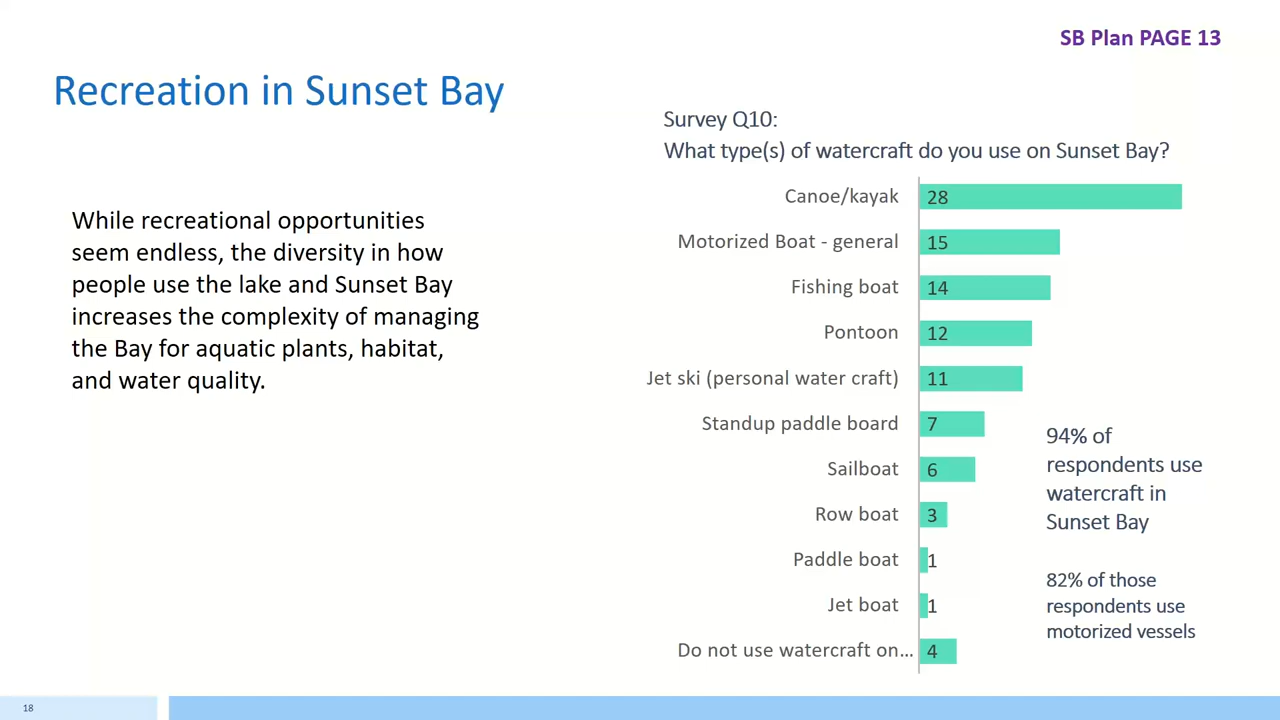 SB Plan PAGE 13
Recreation in Sunset Bay
While recreational opportunities
seem endless, the diversity in how
people use the lake and Sunset Bay
increases the complexity of managing
the Bay for aquatic plants, habitat,
and water quality.
Survey Q10:
What type(s) of watercraft do you use on Sunset Bay?
Canoe/kayak 28
Motorized Boat - general 15
Fishing boat 14
Pontoon 12
Jet ski (personal water craft) 11
Standup paddle board 7
Sailboat 6
Row boat 3
Paddle boat 1
Jet boat 1
Do not use watercraft on... 4
94% of
respondents use
watercraft in
Sunset Bay
82% of those
respondents use
motorized vessels
18